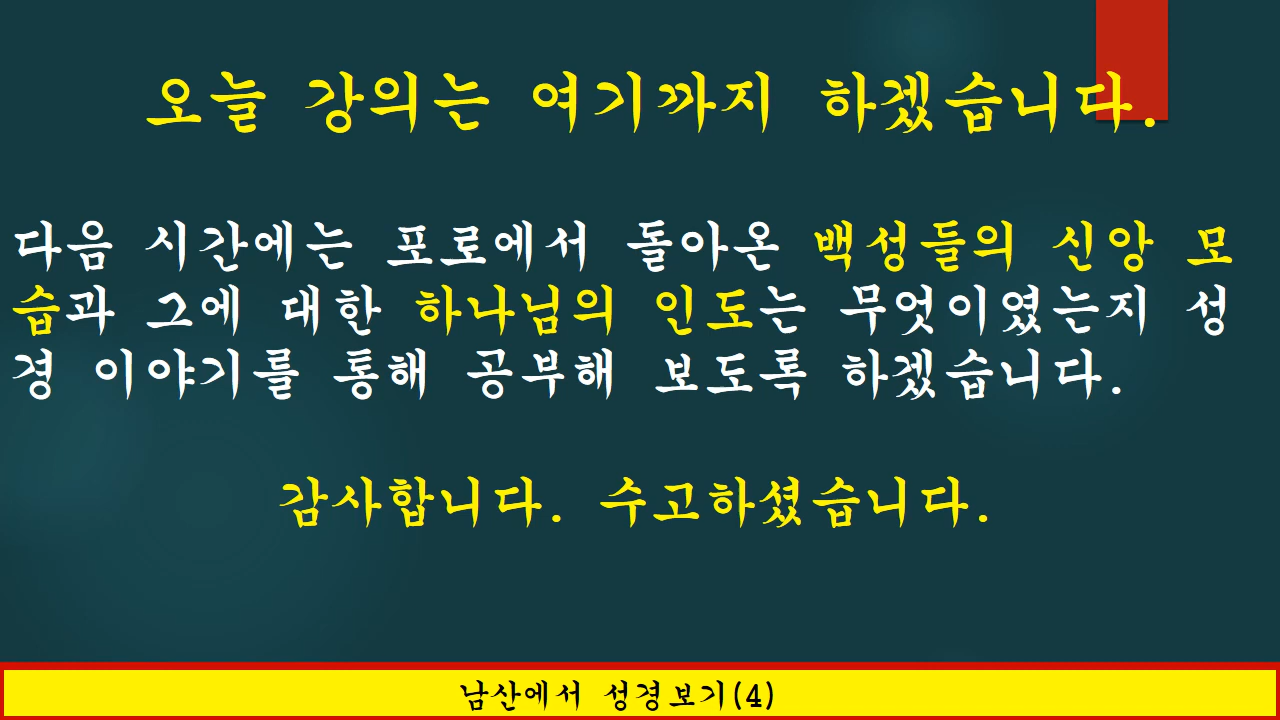 오늘 강의는 여기까지 하겠습니다.
다음 시간에는 포로에서 돌아온 백성들의 신앙 모
습과 그에 대한 하나님의 인도는 무엇이였는지 성
경 이야기를 통해 공부해 보도록 하겠습니다.
감사합니다. 수고하셨습니다.
남산에서 성경보기(4)